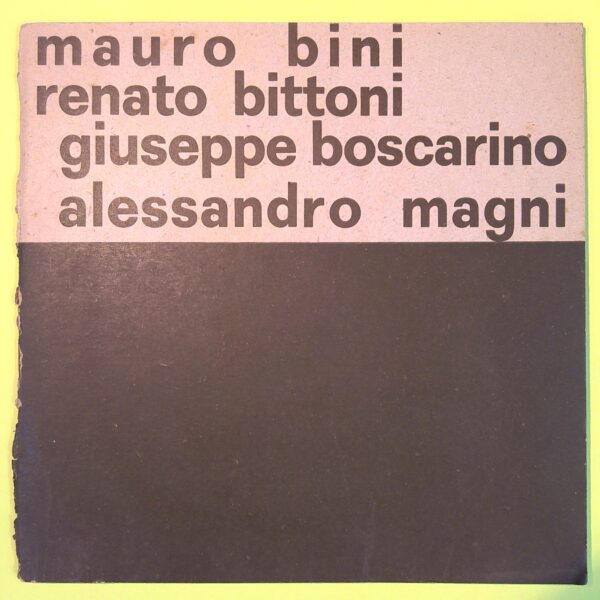 mauro bini
renato bittoni
giuseppe boscarino
alessandro magni